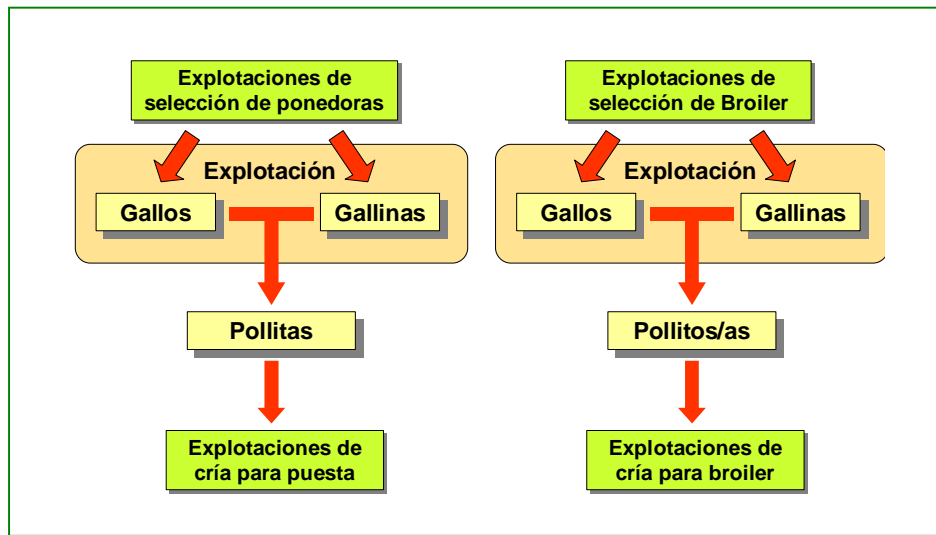 Explotaciones de
selección de ponedoras
Explotación
Gallos
Gallinas
Pollitas
Explotaciones de
cría para puesta
Explotaciones de
selección de Broiler
Explotación
Gallos
Gallinas
Pollitos/as
Explotaciones de
cría para broiler